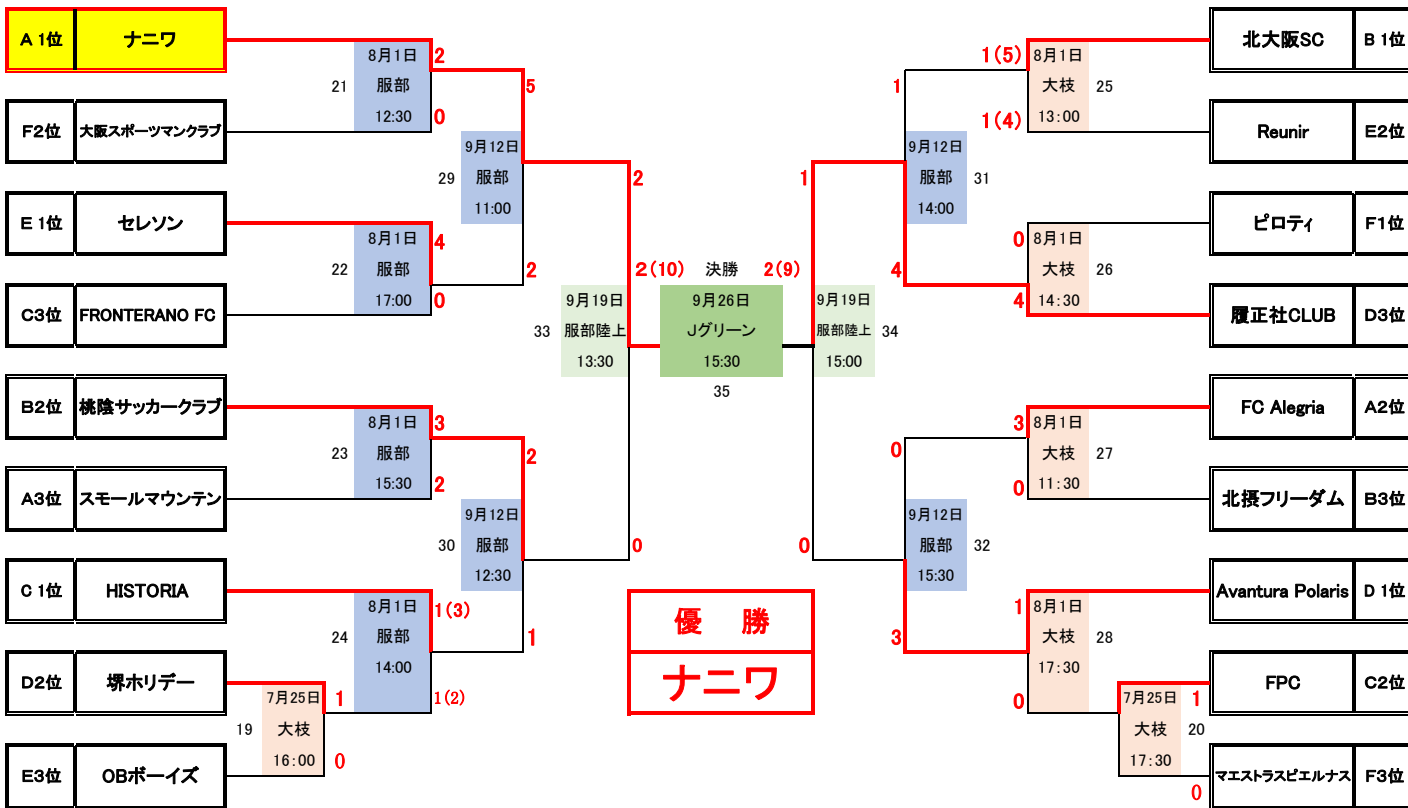 A 1位 ナニワ
F2位 大阪スポーツマンクラブ
E 1位 セレソン
C3位 FRONTERANO FC
B2位 桃陰サッカークラブ
A3位 スモールマウンテン
C 1位 HISTORIA
D2位 堺ホリデー
E3位 OBボーイズ
21
8月1日
服部
12:30
2
0
22
8月1日
服部
17:00
4
0
23
8月1日
服部
15:30
3
2
24
8月1日
服部
14:00
1(3)
1(2)
19
7月25日
大枝
16:00
1
0
29
9月12日
服部
11:00
5
2
30
9月12日
服部
12:30
2
1
33
9月19日
服部陸上
13:30
2
0
2(10) 決勝 2(9)
9月26日
Jグリーン
15:30
35
優 勝
ナニワ
9月19日
服部陸上
15:00
34
1
0
9月12日
服部
14:00
31
1
4
9月12日
服部
15:30
32
0
3
1(5)
1(4)
8月1日
大枝
13:00
25
0
4
8月1日
大枝
14:30
26
3
0
8月1日
大枝
11:30
27
1
0
8月1日
大枝
17:30
28
7月25日
大枝
17:30
20
1
0
北大阪SC B 1位
Reunir E2位
ピロティ F1位
履正社CLUB D3位
FC Alegria A2位
北摂フリーダム B3位
Avantura Polaris D 1位
FPC C2位
マエストラスピエルナス F3位